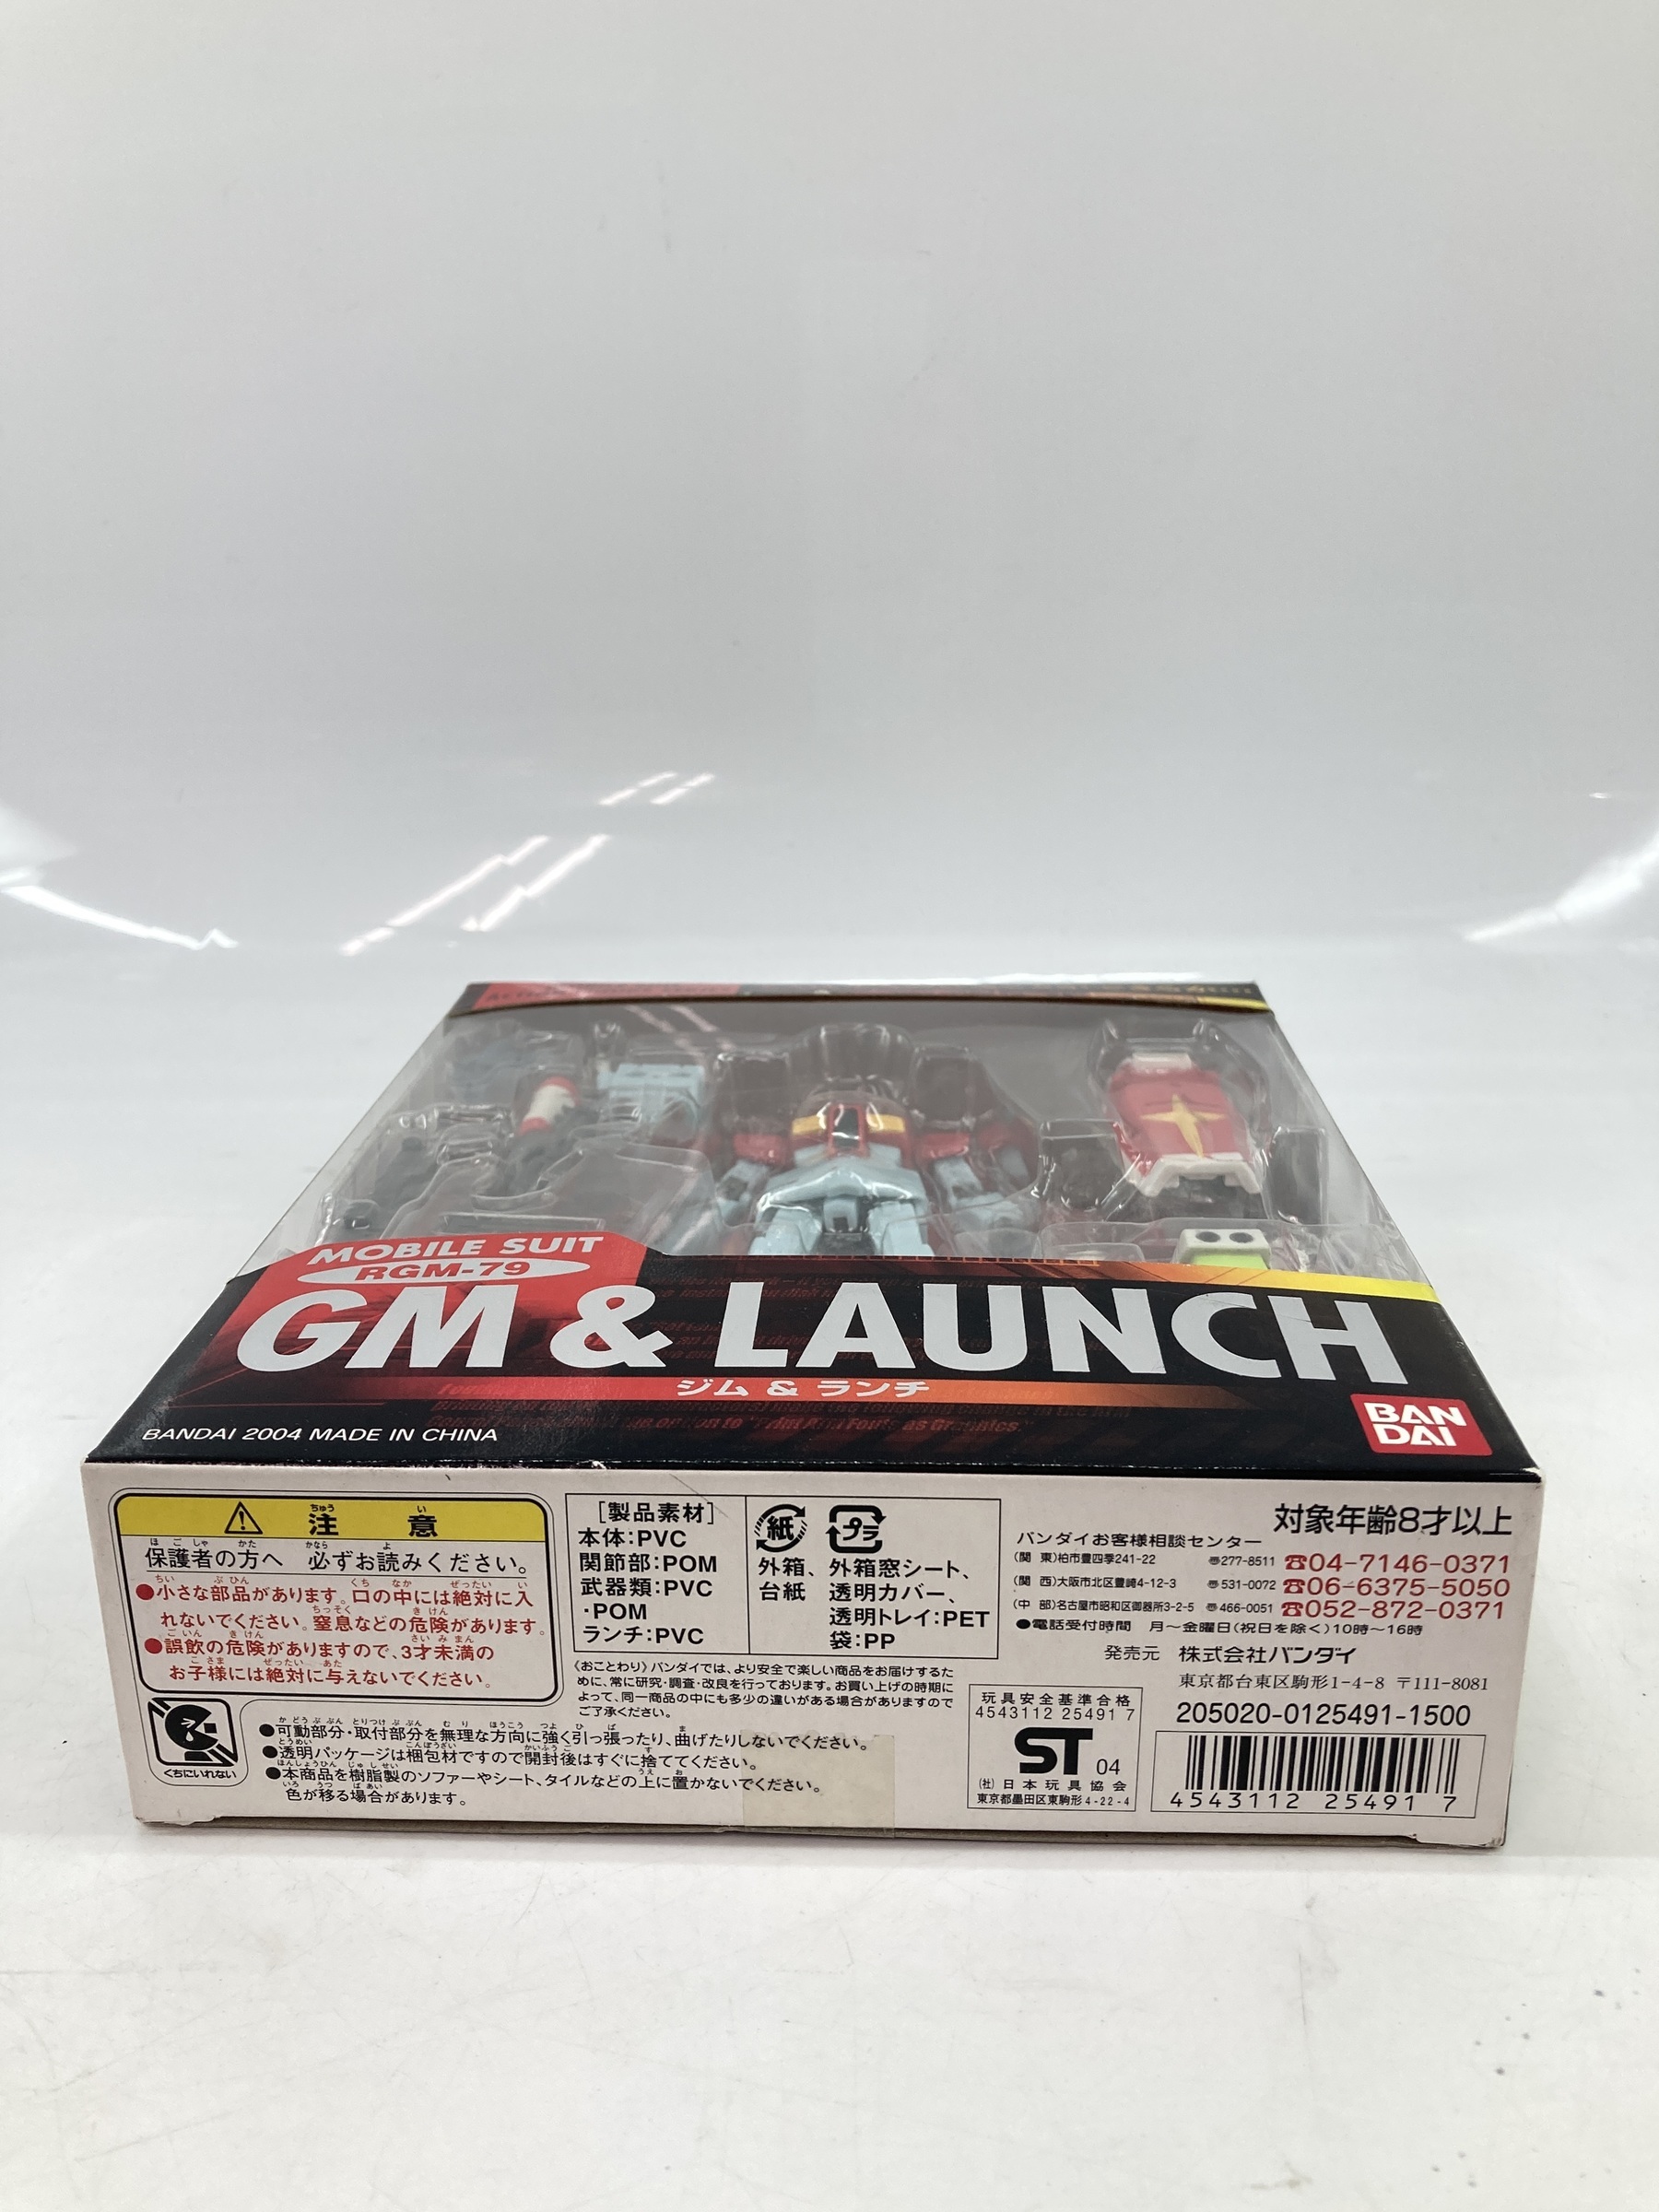 MOBILE SUIT
RGM-79
GM & LAUNCH
ジム & ランチ
BANDAI 2004 MADE IN CHINA
BAN
DAI
注意
保護者の方へ 必ずお読みください。
●小さな部品があります。口の中には絶対に入
れないでください。窒息などの危険があります。
●誤飲の危険がありますので、3才未満の
お子様には絶対に与えないでください。
くちにいれない
●可動部分・取付部分を無理な方向に強く引っ張ったり、曲げたりしないでください。
●透明パッケージは梱包材ですので開封後はすぐに捨ててください。
●本商品を樹脂製のソファーやシート、タイルなどの上に置かないでください。
色が移る場合があります。
[製品素材]
本体:PVC
関節部:POM
武器類:PVC
・POM
ランチ:PVC
紙
外箱、
台紙
プラ
外箱窓シート、
透明カバー、
透明トレイ:PET
袋:PP
《おことわり》バンダイでは、より安全で楽しい商品をお届けするた
めに、常に研究・調査・改良を行っております。お買い上げの時期に
よって、同一商品の中にも多少の違いがある場合がありますので
ご了承ください。
対象年齢8才以上
バンダイお客様相談センター
(関 東)柏市豊四季241-22 〠277-8511 ☎04-7146-0371
(関 西)大阪市北区豊崎4-12-3 〠531-0072 ☎06-6375-5050
(中 部)名古屋市昭和区御器所3-2-5 〠466-0051 ☎052-872-0371
●電話受付時間 月〜金曜日(祝日を除く)10時〜16時
発売元 株式会社バンダイ
東京都台東区駒形1-4-8 〒111-8081
205020-0125491-1500
玩具安全基準合格
4543112 25491 7
ST 04
(社)日本玩具協会
東京都墨田区東駒形4-22-4
4543112 25491 7